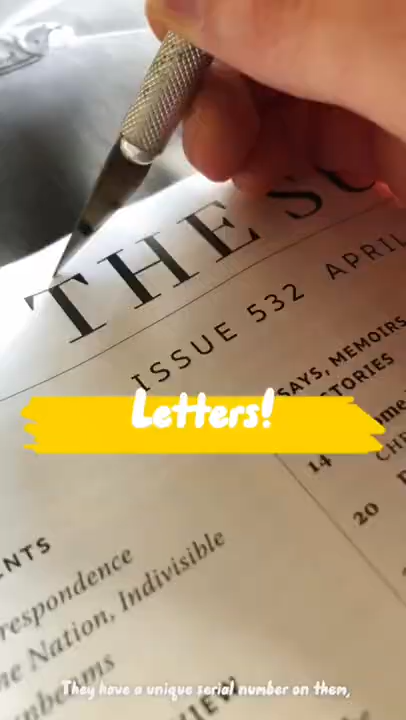 THE
ISSUE 532 APRIL
SAYS, MEMOIRS
STORIES
14
20
Letters!
NTS
respondence
ne Nation, Indivisible
nbeams
They have a unique serial number on them,